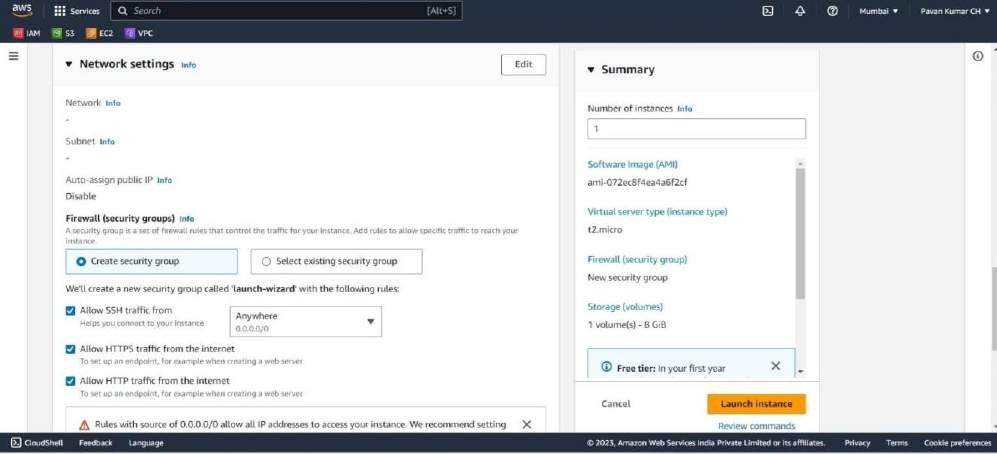 aws
Services
Search
[Alt+S]
Mumbai
Pavan Kumar CH
IAM
S3
EC2
VPC
Network settings Info
Edit
Network Info
-
Subnet Info
-
Auto-assign public IP Info
Disable
Firewall (security groups) Info
A security group is a set of firewall rules that control the traffic for your instance. Add rules to allow specific traffic to reach your
instance.
Create security group
Select existing security group
We'll create a new security group called 'launch-wizard' with the following rules:
Allow SSH traffic from
Helps you connect to your instance
Anywhere
0.0.0.0/0
Allow HTTPS traffic from the internet
To set up an endpoint, for example when creating a web server
Allow HTTP traffic from the internet
To set up an endpoint, for example when creating a web server
Rules with source of 0.0.0.0/0 allow all IP addresses to access your instance. We recommend setting
Summary
Number of instances Info
1
Software Image (AMI)
ami-072ec8f4ea4a6f2cf
Virtual server type (instance type)
t2.micro
Firewall (security group)
New security group
Storage (volumes)
1 volume(s) - 8 GiB
Free tier: In your first year
Cancel
Launch instance
Review commands
CloudShell
Feedback
Language
© 2023, Amazon Web Services India Private Limited or its affiliates.
Privacy
Terms
Cookie preferences